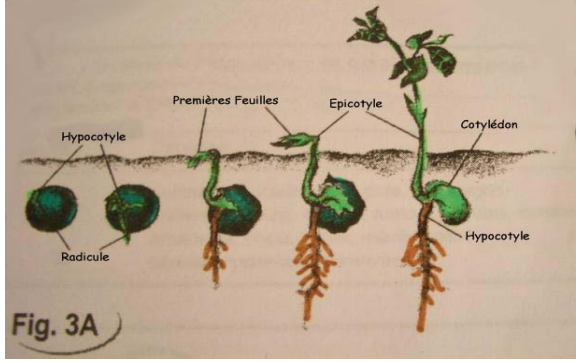 Premières Feuilles
Epicotyle
Hypocotyle
Cotylédon
Radicule
Hypocotyle
Fig. 3A